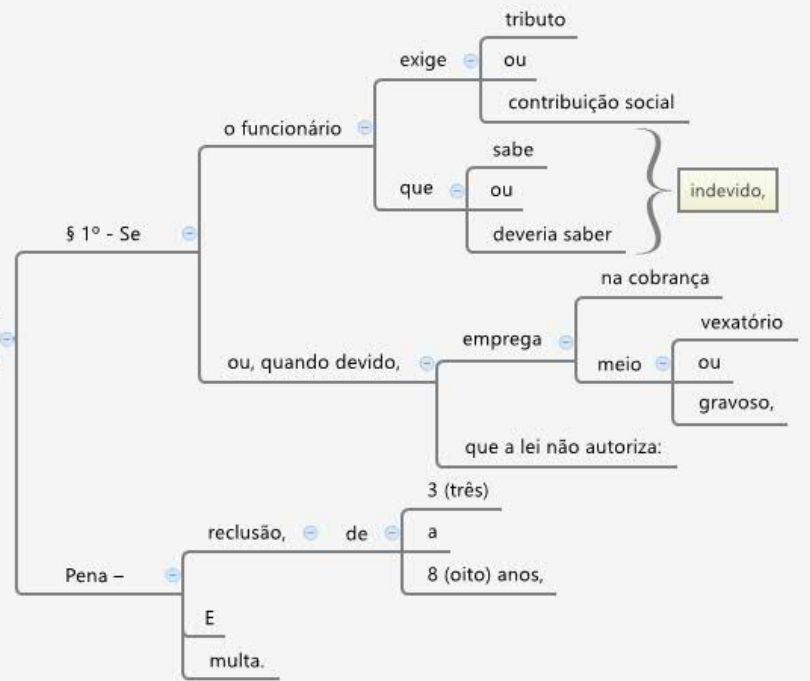 § 1º - Se
o funcionário
exige
tributo
ou
contribuição social
que
sabe
ou
deveria saber
indevido,
ou, quando devido,
emprega
na cobrança
meio
vexatório
ou
gravoso,
que a lei não autoriza:
Pena –
reclusão,
de
3 (três)
a
8 (oito) anos,
E
multa.